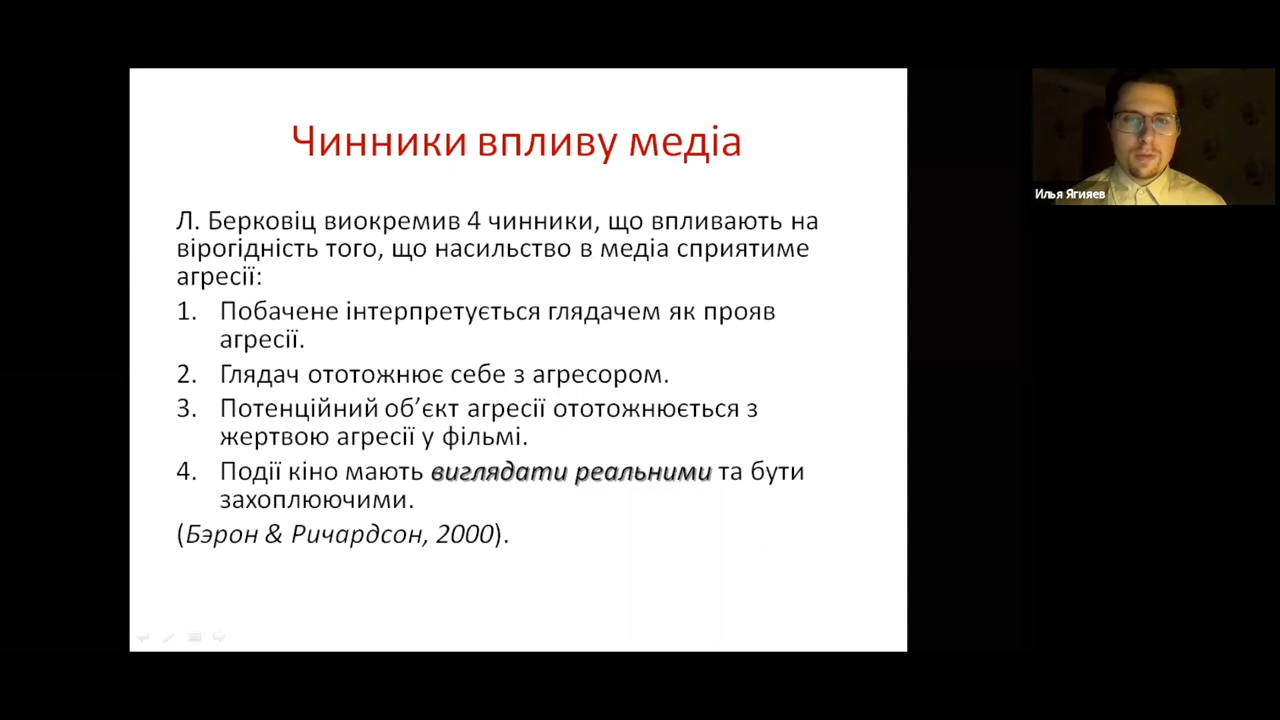 Чинники впливу медіа
Л. Берковіц виокремив 4 чинники, що впливають на
вірогідність того, що насильство в медіа сприятиме
агресії:
1. Побачене інтерпретується глядачем як прояв
агресії.
2. Глядач ототожнює себе з агресором.
3. Потенційний об’єкт агресії ототожнюється з
жертвою агресії у фільмі.
4. Події кіно мають виглядати реальними та бути
захоплюючими.
(Бэрон & Ричардсон, 2000).
Илья Ягияев